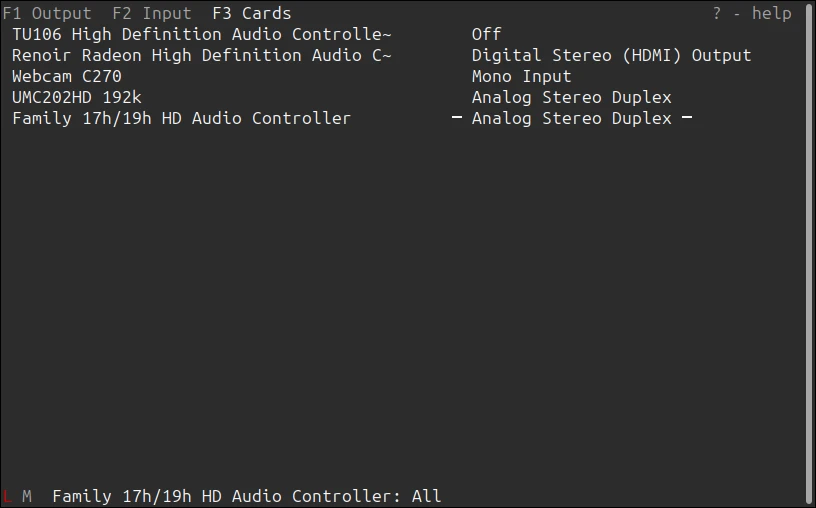 F1 Output  F2 Input  F3 Cards  ? - help
TU106 High Definition Audio Controlle~  Off
Renoir Radeon High Definition Audio C~  Digital Stereo (HDMI) Output
Webcam C270  Mono Input
UMC202HD 192k  Analog Stereo Duplex
Family 17h/19h HD Audio Controller  — Analog Stereo Duplex —
L M  Family 17h/19h HD Audio Controller: All